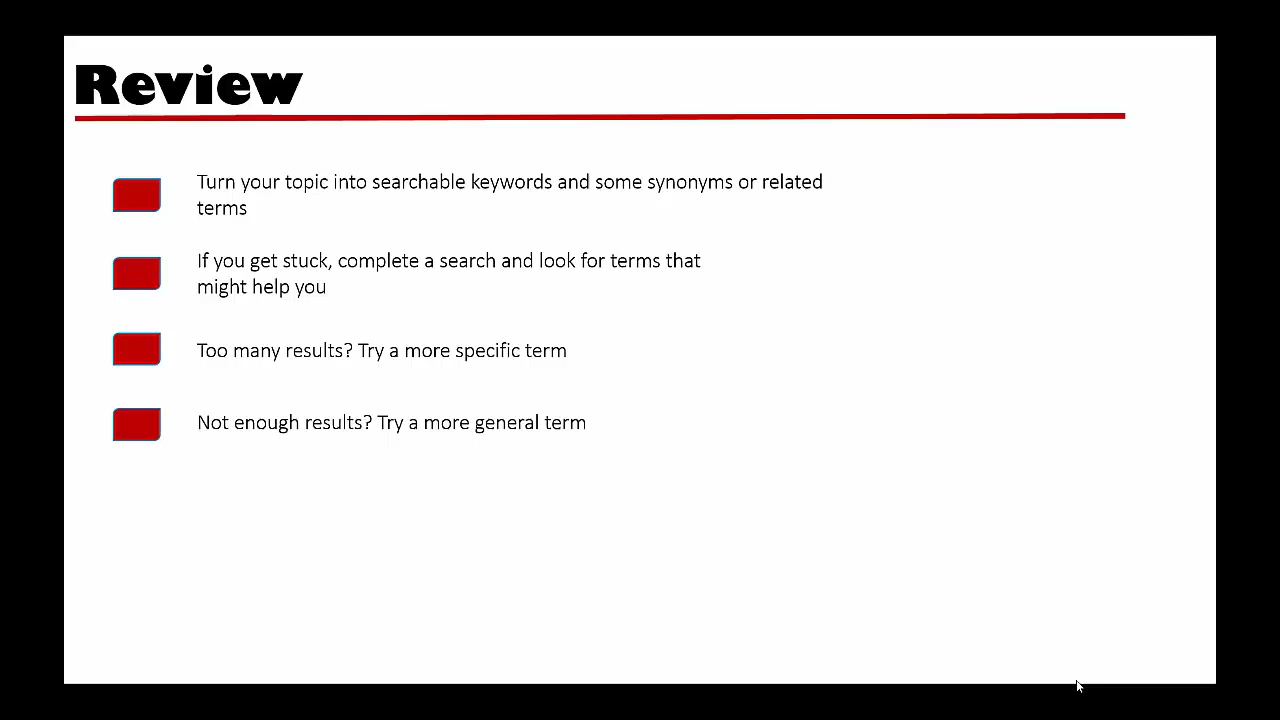 Review
Turn your topic into searchable keywords and some synonyms or related
terms
If you get stuck, complete a search and look for terms that
might help you
Too many results? Try a more specific term
Not enough results? Try a more general term